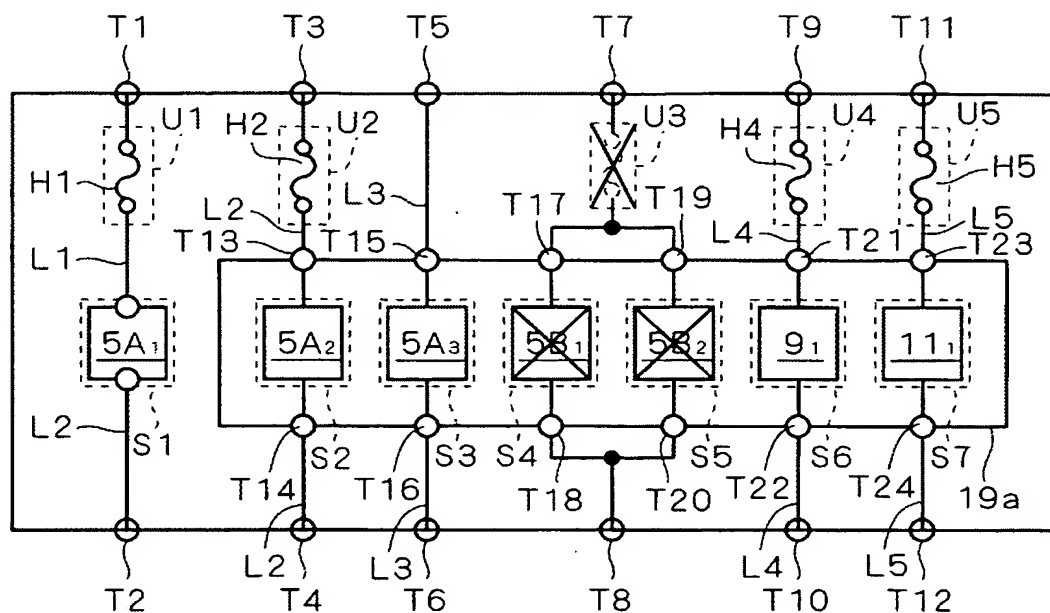 T1 T3 T5 T7 T9 T11
U1 H2 U2 U3 H4 U4 U5
H1 H5
L3
L2 T17 T19 L4 L5
T13 T15 T21 T23
L1
5A1 5A2 5A3 5B1 5B2 91 111
L2 S1 S2 S3 S4 S5 S6 S7
T14 T16 T18 T20 T22 T24 19a
L2 L3 L4 L5
T2 T4 T6 T8 T10 T12